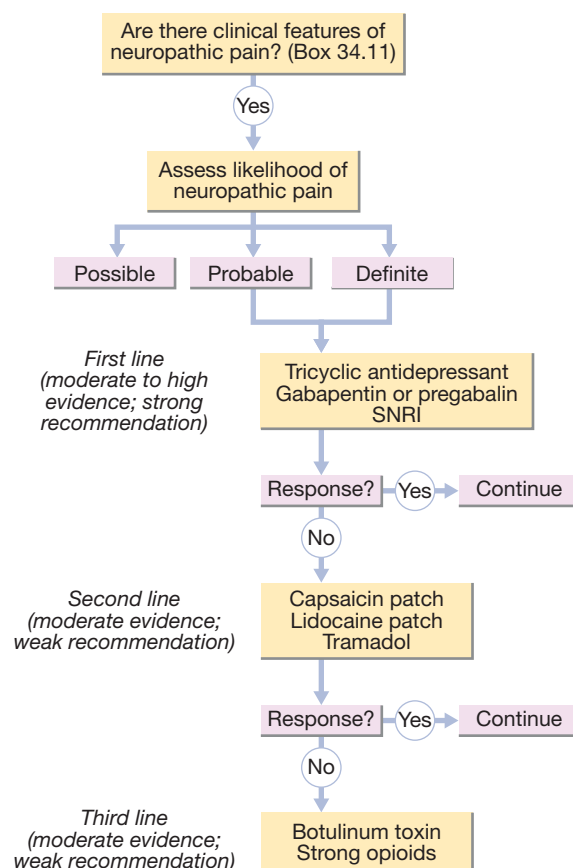 Are there clinical features of
neuropathic pain? (Box 34.11)
Yes
Assess likelihood of
neuropathic pain
Possible
Probable
Definite
First line
(moderate to high
evidence; strong
recommendation)
Tricyclic antidepressant
Gabapentin or pregabalin
SNRI
Response?
Yes
Continue
No
Second line
(moderate evidence;
weak recommendation)
Capsaicin patch
Lidocaine patch
Tramadol
Response?
Yes
Continue
No
Third line
(moderate evidence;
weak recommendation)
Botulinum toxin
Strong opioids